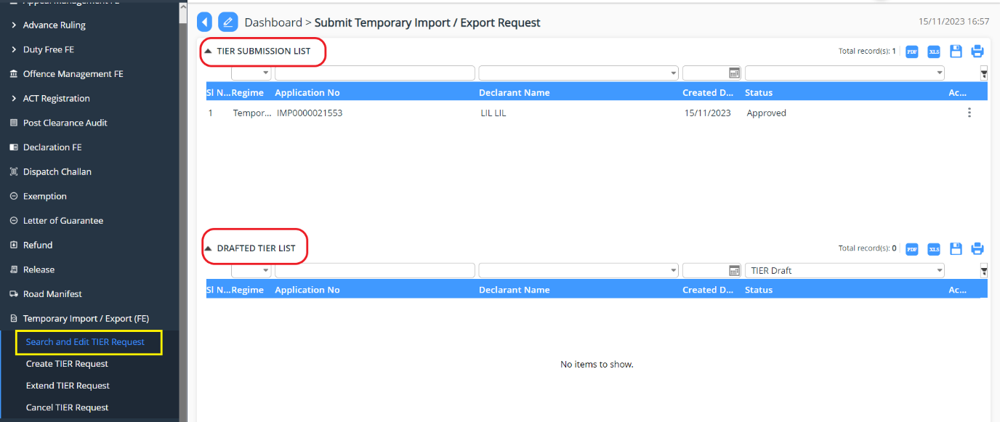 Appeal Management FE
Advance Ruling
Duty Free FE
Offence Management FE
ACT Registration
Post Clearance Audit
Declaration FE
Dispatch Challan
Exemption
Letter of Guarantee
Refund
Release
Road Manifest
Temporary Import / Export (FE)
Search and Edit TIER Request
Create TIER Request
Extend TIER Request
Cancel TIER Request
Dashboard > Submit Temporary Import / Export Request
15/11/2023 16:57
TIER SUBMISSION LIST
Total record(s): 1
PDF XLS
Sl N... Regime Application No Declarant Name Created D... Status Ac...
1 Tempor... IMP0000021553 LIL LIL 15/11/2023 Approved
DRAFTED TIER LIST
Total record(s): 0
PDF XLS
TIER Draft
Sl N... Regime Application No Declarant Name Created D... Status Ac...
No items to show.